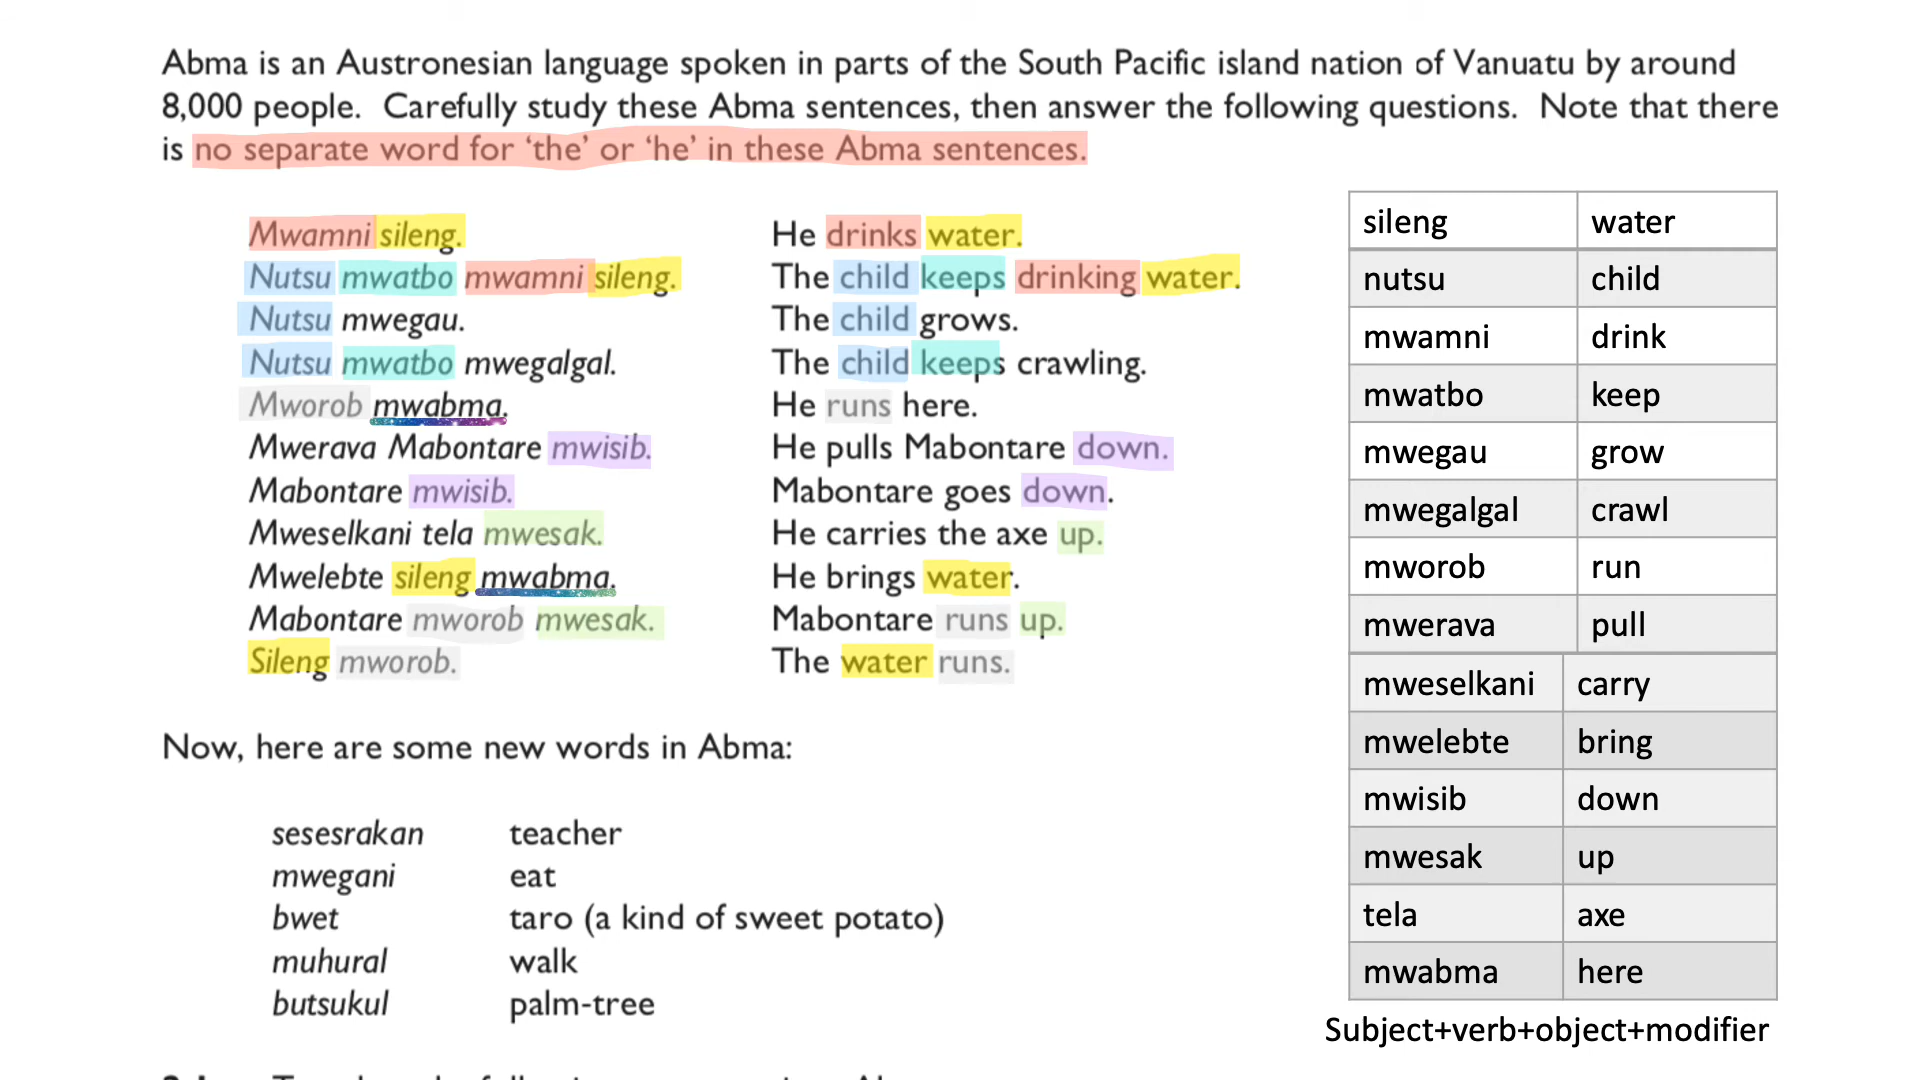 Abma is an Austronesian language spoken in parts of the South Pacific island nation of Vanuatu by around
8,000 people. Carefully study these Abma sentences, then answer the following questions. Note that there
is no separate word for ‘the’ or ‘he’ in these Abma sentences.
Mwamni sileng. He drinks water.
Nutsu mwatbo mwamni sileng. The child keeps drinking water.
Nutsu mwegau. The child grows.
Nutsu mwatbo mwegalgal. The child keeps crawling.
Mworob mwabma. He runs here.
Mwerava Mabontare mwisib. He pulls Mabontare down.
Mabontare mwisib. Mabontare goes down.
Mweselkani tela mwesak. He carries the axe up.
Mwelebte sileng mwabma. He brings water.
Mabontare mworob mwesak. Mabontare runs up.
Sileng mworob. The water runs.
Now, here are some new words in Abma:
sesesrakan teacher
mwegani eat
bwet taro (a kind of sweet potato)
muhural walk
butsukul palm-tree
sileng water
nutsu child
mwamni drink
mwatbo keep
mwegau grow
mwegalgal crawl
mworob run
mwerava pull
mweselkani carry
mwelebte bring
mwisib down
mwesak up
tela axe
mwabma here
Subject+verb+object+modifier